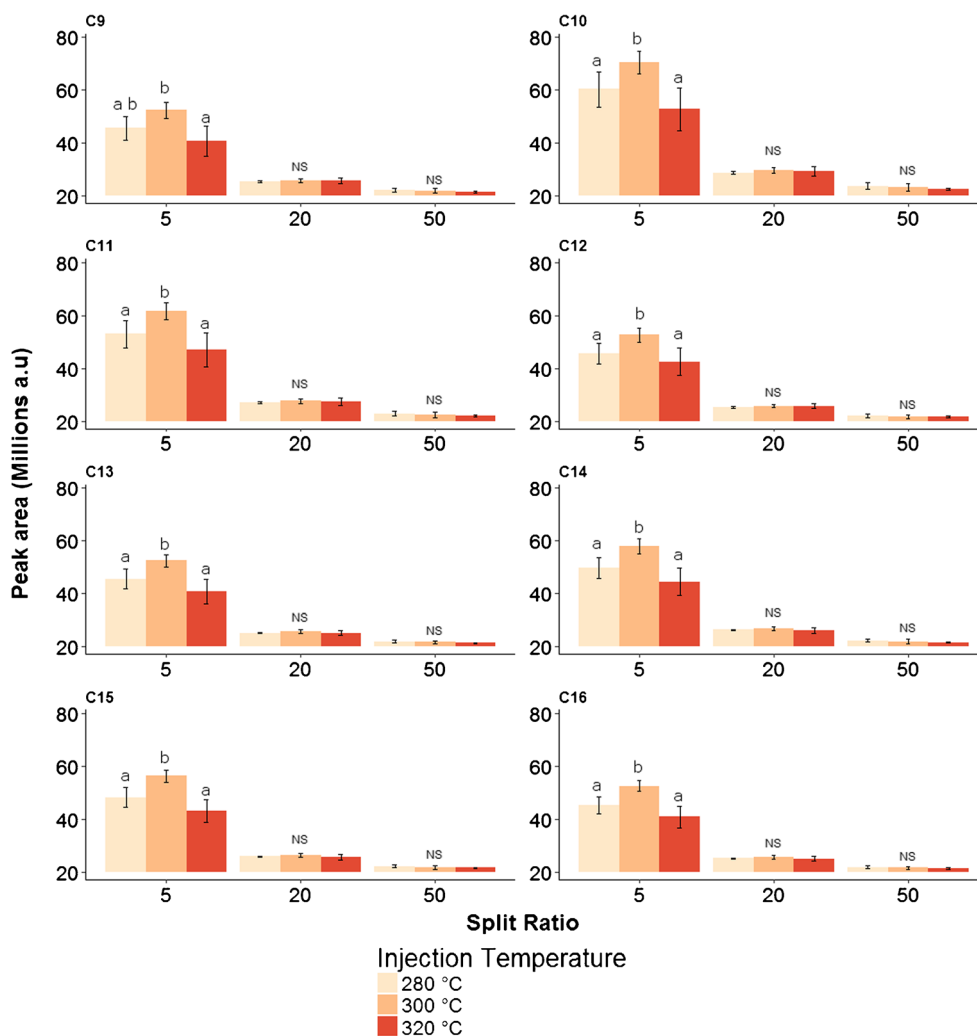 C9
80
60
40
20
a b
b
a
NS
NS
5
20
50
C10
80
60
40
20
a
b
a
NS
NS
5
20
50
C11
80
60
40
20
a
b
a
NS
NS
5
20
50
C12
80
60
40
20
a
b
a
NS
NS
5
20
50
C13
80
60
40
20
a
b
a
NS
NS
5
20
50
C14
80
60
40
20
a
b
a
NS
NS
5
20
50
C15
80
60
40
20
a
b
a
NS
NS
5
20
50
C16
80
60
40
20
a
b
a
NS
NS
5
20
50
Peak area (Millions a.u)
Split Ratio
Injection Temperature
280 °C
300 °C
320 °C